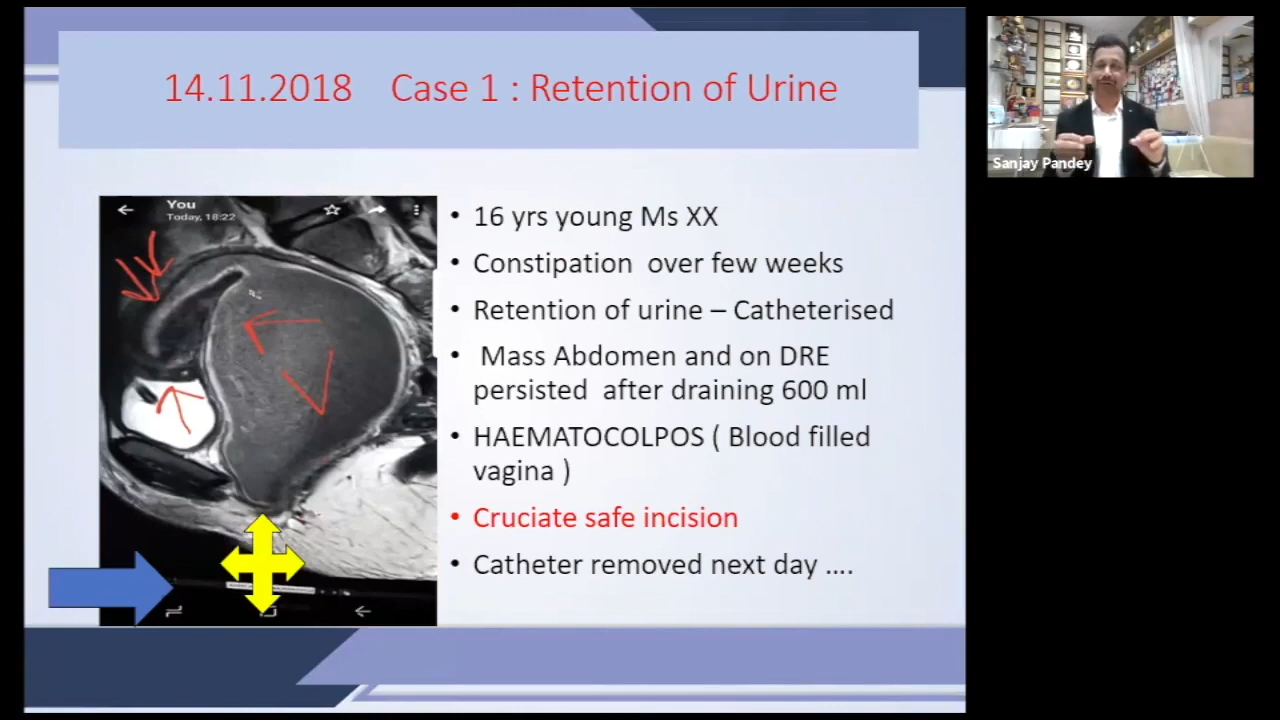 14.11.2018 Case 1 : Retention of Urine
You
Today, 18:22
• 16 yrs young Ms XX
• Constipation over few weeks
• Retention of urine – Catheterised
• Mass Abdomen and on DRE
persisted after draining 600 ml
• HAEMATOCOLPOS ( Blood filled
vagina )
• Cruciate safe incision
• Catheter removed next day ….
Sanjay Pandey